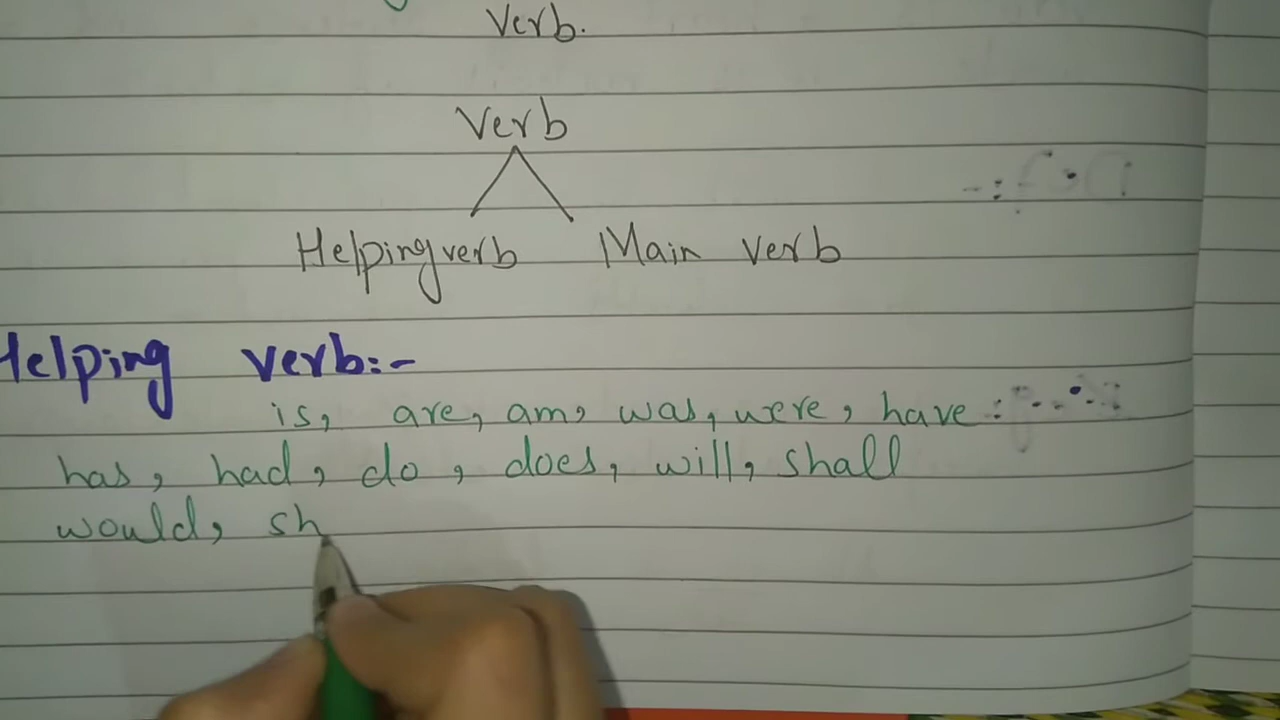 Verb.
Verb
Helping verb Main verb
Helping verb:-
is, are, am, was, were, have
has, had, do, does, will, shall
would, sh